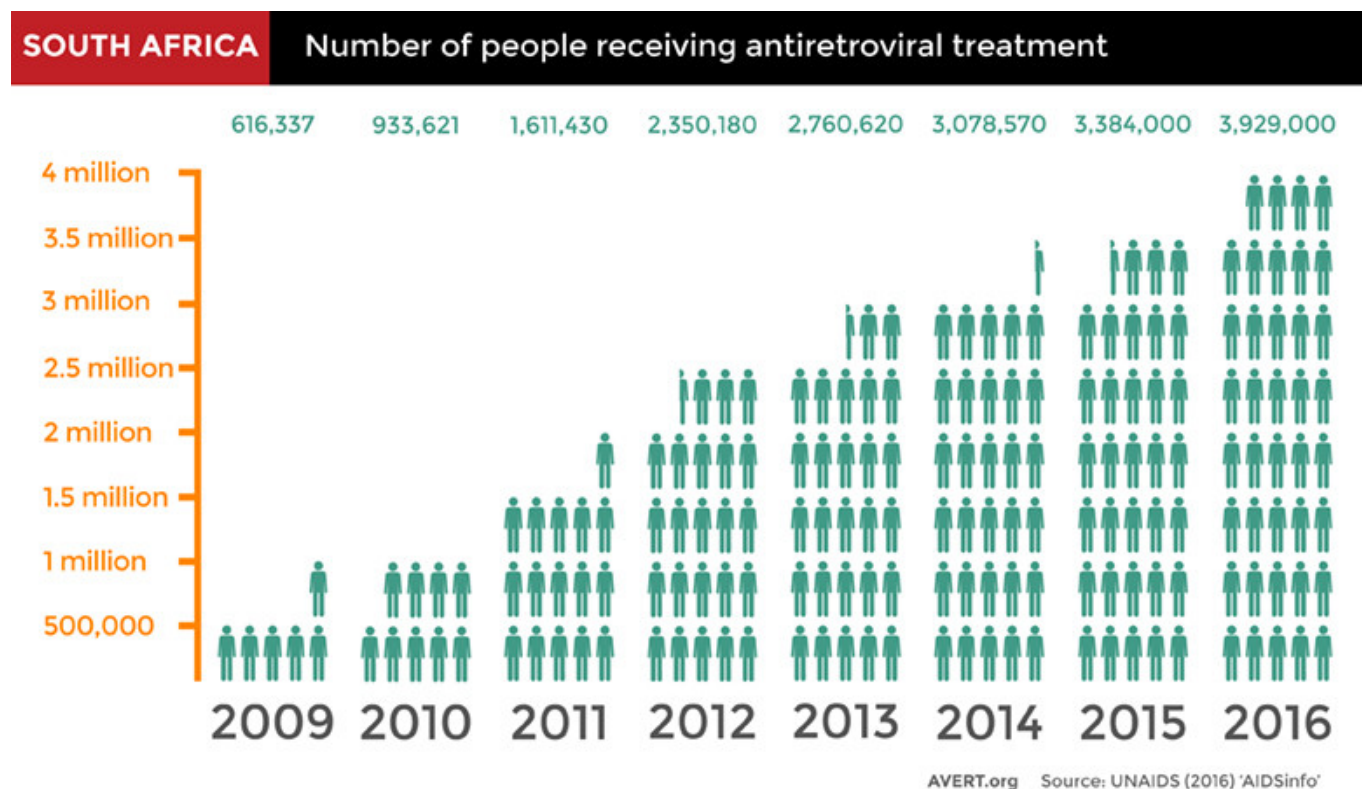 SOUTH AFRICA Number of people receiving antiretroviral treatment
616,337 933,621 1,611,430 2,350,180 2,760,620 3,078,570 3,384,000 3,929,000
4 million
3.5 million
3 million
2.5 million
2 million
1.5 million
1 million
500,000
2009 2010 2011 2012 2013 2014 2015 2016
AVERT.org Source: UNAIDS (2016) 'AIDSinfo'